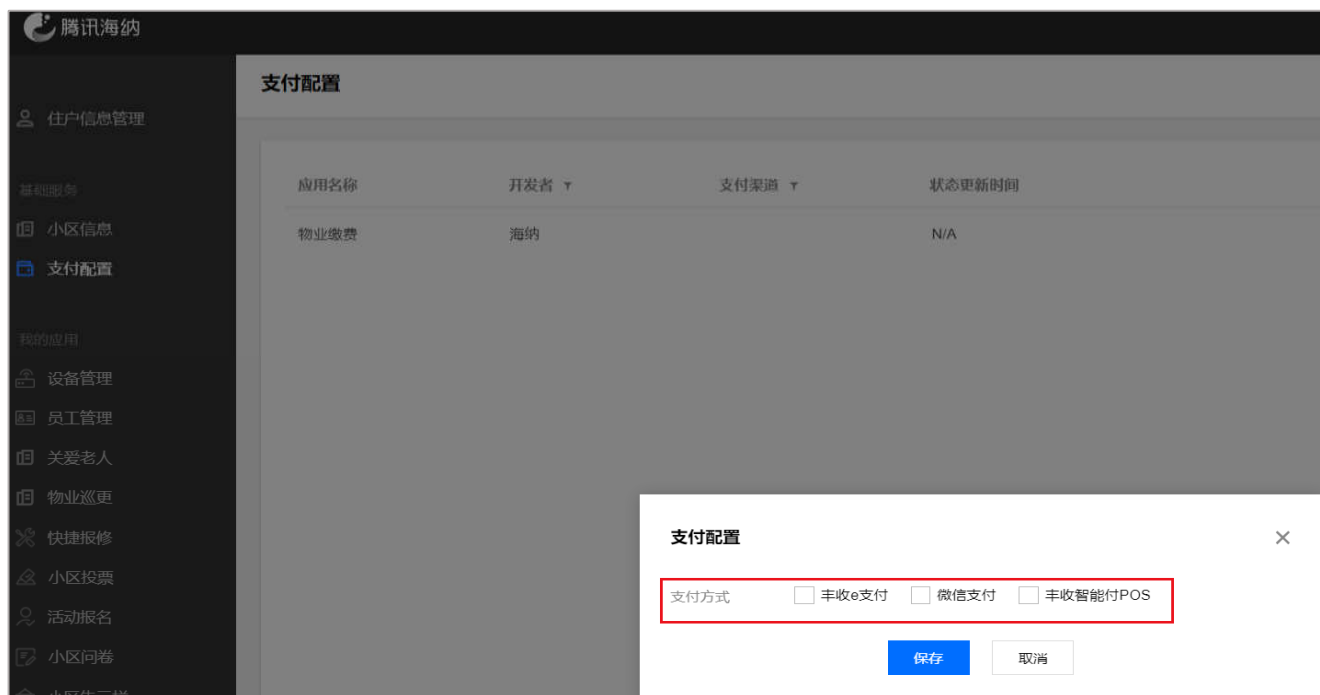 腾讯海纳
支付配置
住户信息管理
基础服务
小区信息
支付配置
我的应用
设备管理
员工管理
关爱老人
物业巡更
快捷报修
小区投票
活动报名
小区问卷
应用名称 开发者 支付渠道 状态更新时间
物业缴费 海纳 N/A
支付配置
支付方式 丰收e支付 微信支付 丰收智能付POS
保存 取消